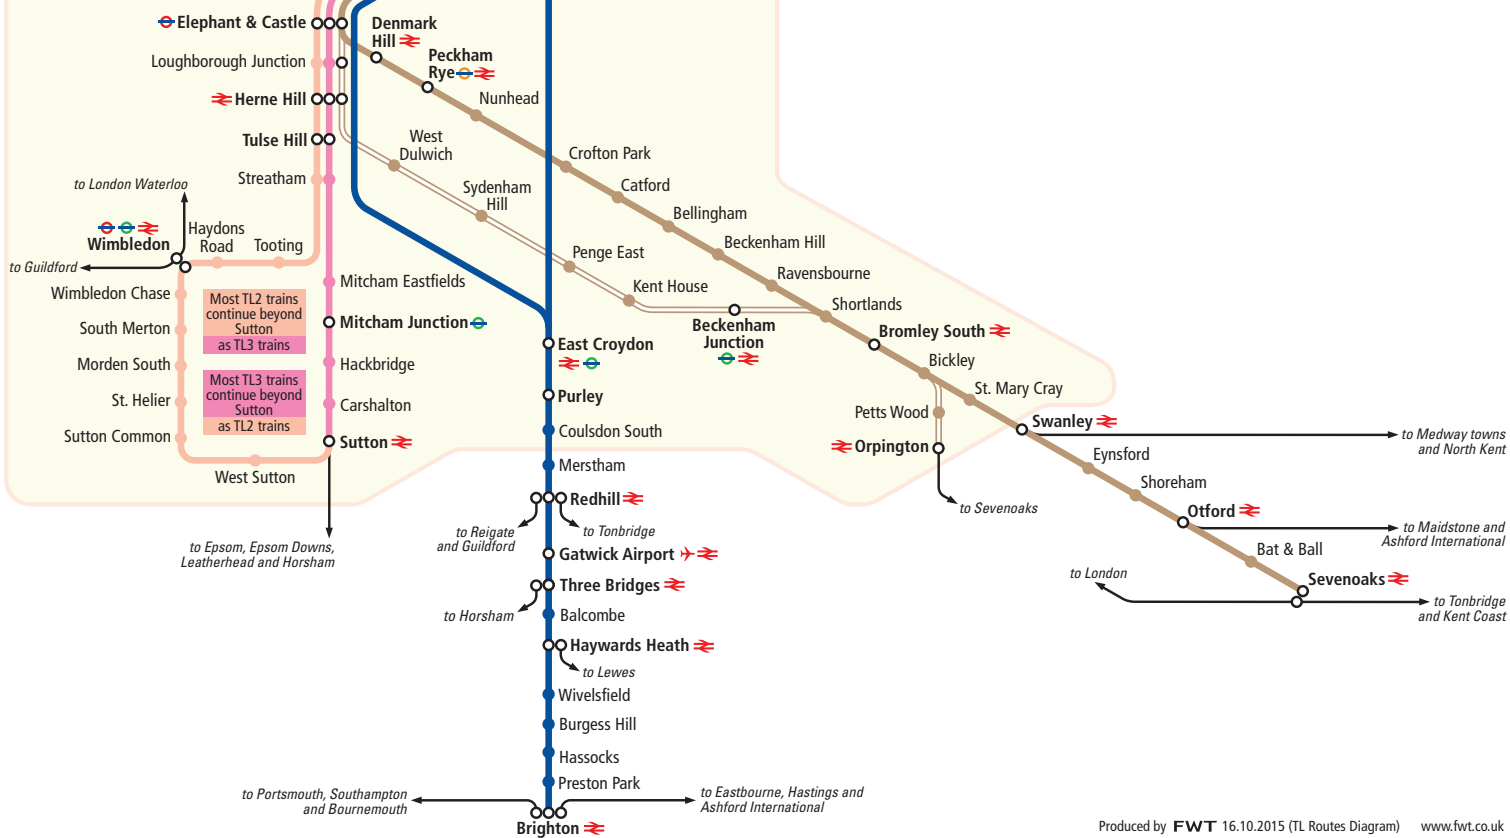 Elephant & Castle
Denmark
Hill
Loughborough Junction
Peckham
Rye
Herne Hill
Nunhead
Tulse Hill
West
Dulwich
Crofton Park
Streatham
Sydenham
Hill
Catford
to London Waterloo
Bellingham
Wimbledon
Haydons
Road
Tooting
Beckenham Hill
to Guildford
Penge East
Ravensbourne
Mitcham Eastfields
Kent House
Wimbledon Chase
Shortlands
Most TL2 trains
continue beyond
Sutton
as TL3 trains
South Merton
Mitcham Junction
Beckenham
Junction
Bromley South
East Croydon
Morden South
Hackbridge
Bickley
Most TL3 trains
continue beyond
Sutton
as TL2 trains
St. Helier
Carshalton
Purley
St. Mary Cray
Petts Wood
Sutton Common
Sutton
Coulsdon South
Swanley
to Medway towns
and North Kent
Orpington
West Sutton
Merstham
Eynsford
Shoreham
Redhill
to Sevenoaks
Otford
to Reigate
and Guildford
to Tonbridge
to Maidstone and
Ashford International
to Epsom, Epsom Downs,
Leatherhead and Horsham
Gatwick Airport
Bat & Ball
Three Bridges
to London
Sevenoaks
to Horsham
Balcombe
to Tonbridge
and Kent Coast
Haywards Heath
to Lewes
Wivelsfield
Burgess Hill
Hassocks
Preston Park
to Portsmouth, Southampton
and Bournemouth
to Eastbourne, Hastings and
Ashford International
Brighton
Produced by FWT 16.10.2015 (TL Routes Diagram) www.fwt.co.uk